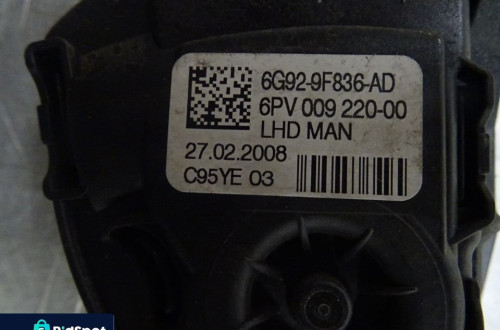 6G92-9F836-AD
6PV 009 220-00
LHD MAN
27.02.2008
C95YE 03
BidSpot